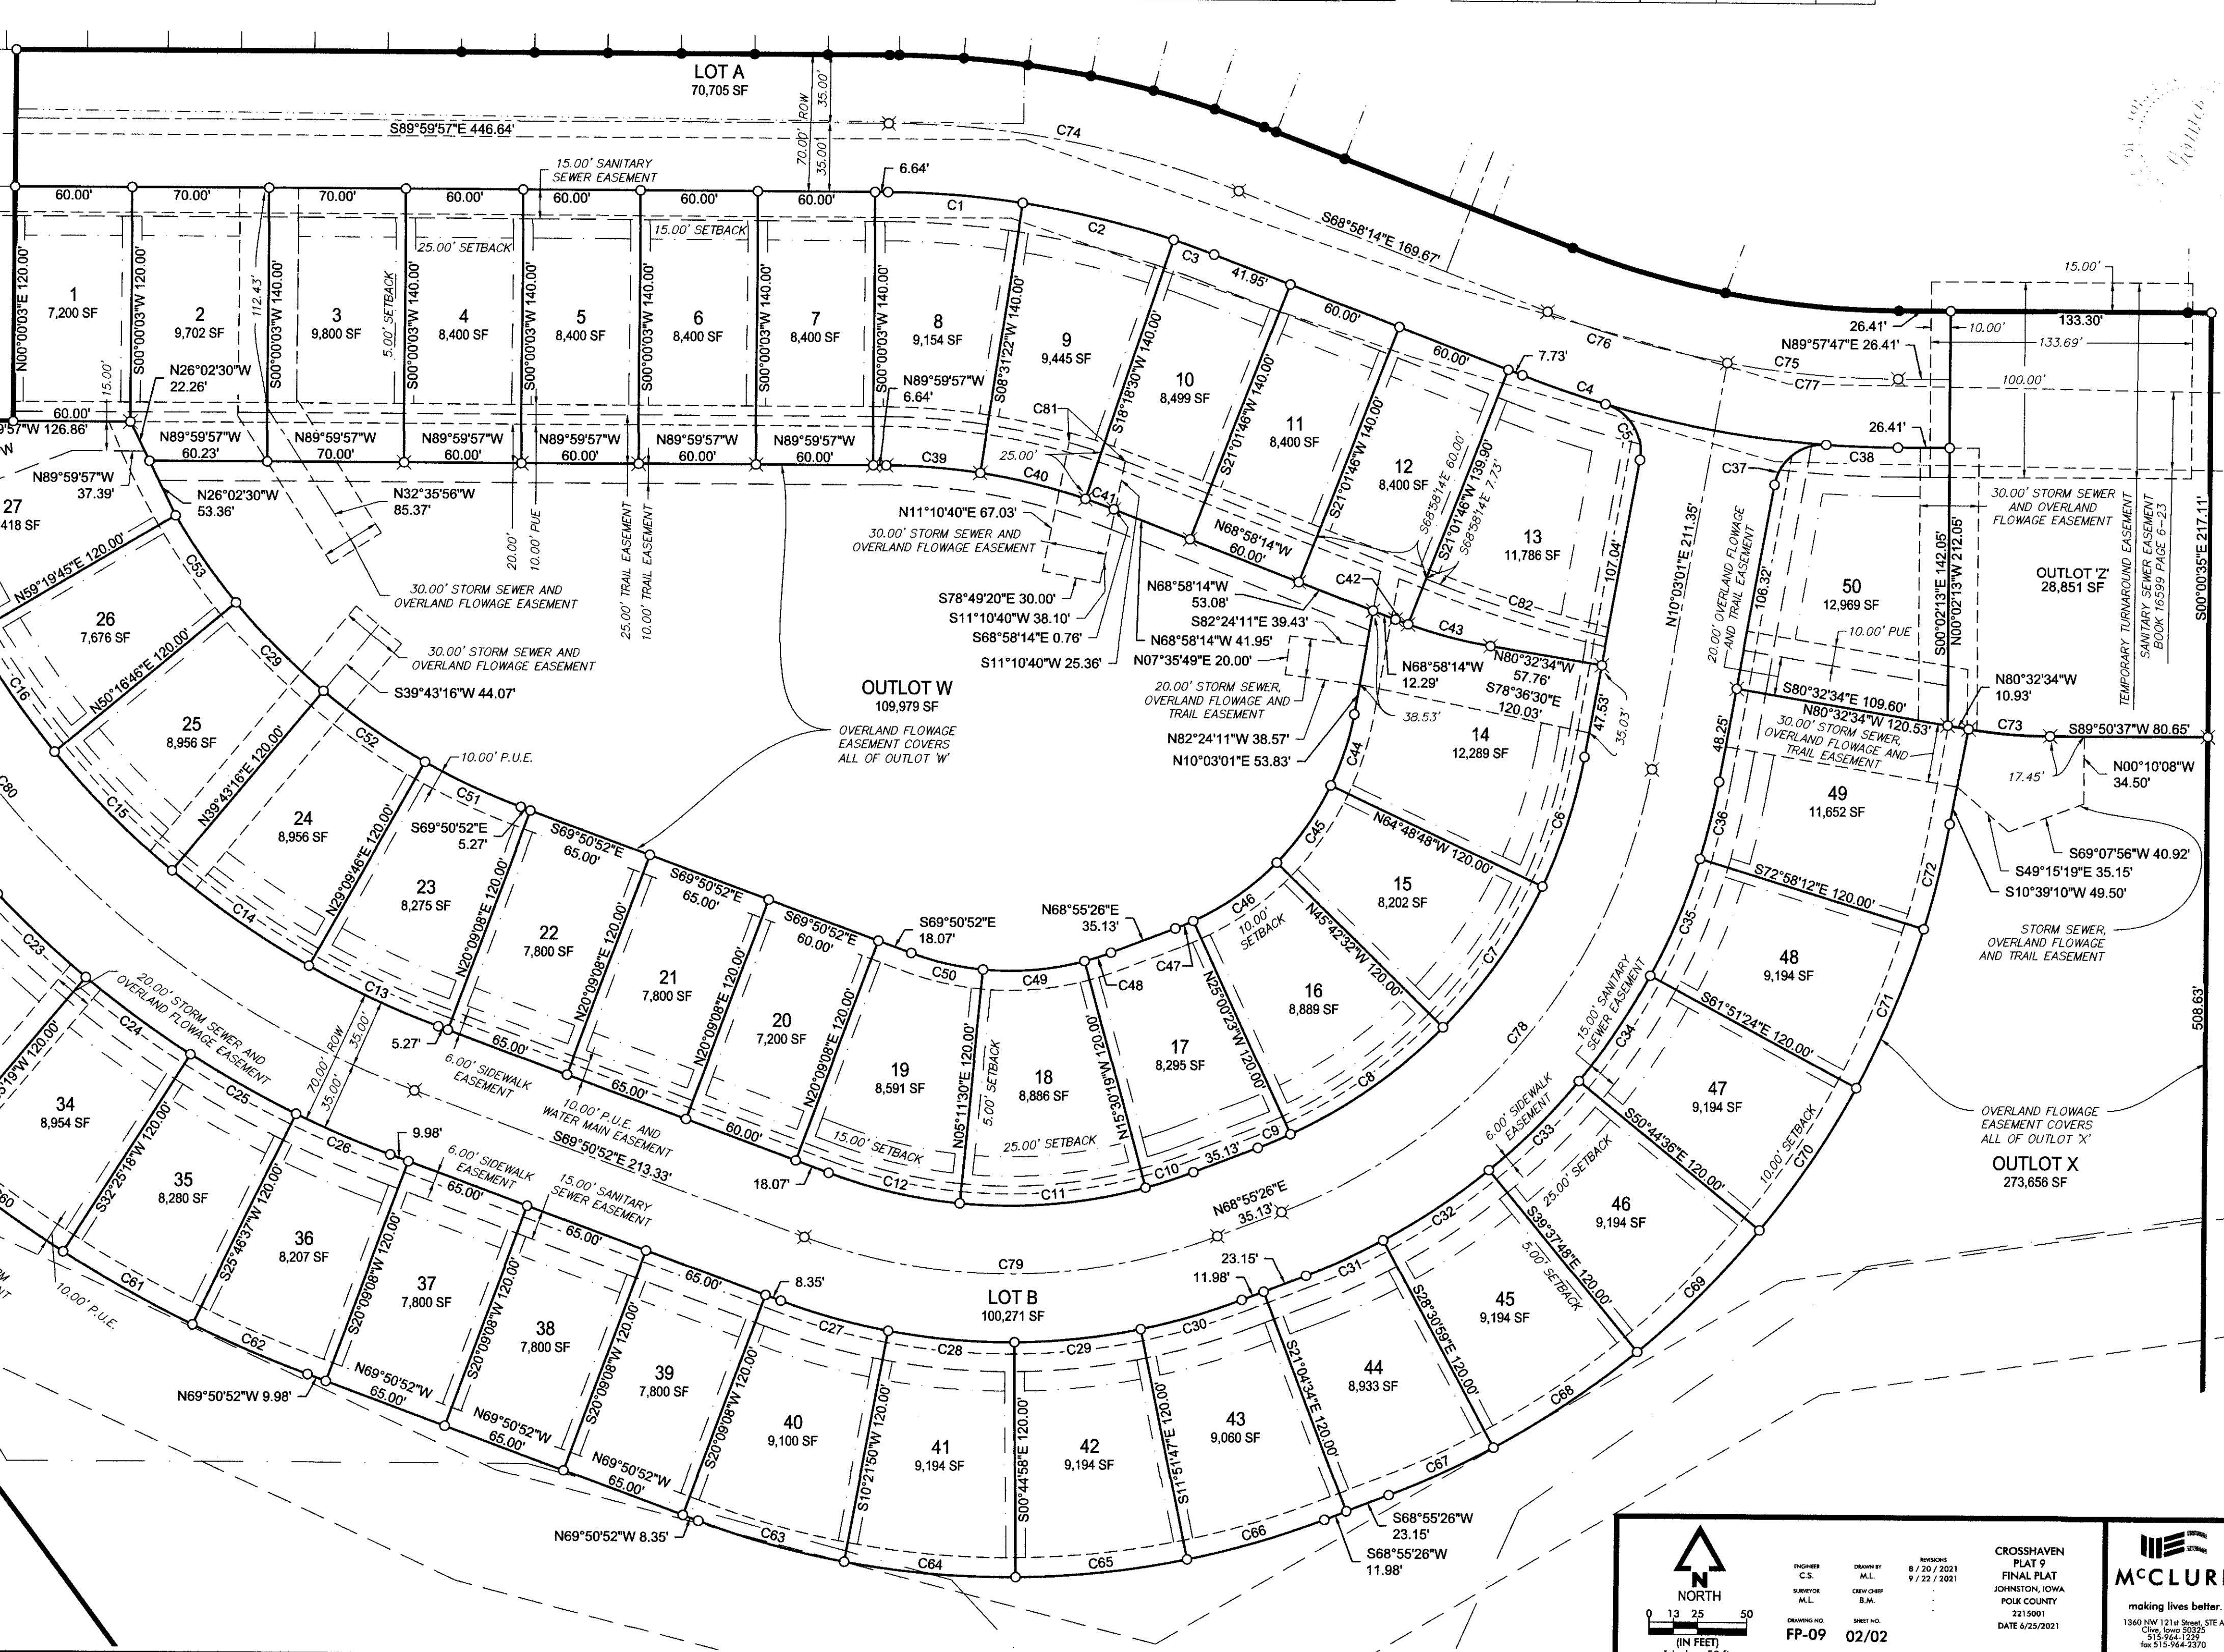 LOT A
70,705 SF
S89°59'57"E 446.64'
70.00' ROW
35.00'
35.00'
C74
15.00' SANITARY
SEWER EASEMENT
6.64'
60.00'
70.00'
70.00'
60.00'
60.00'
60.00'
60.00'
C1
C2
C3
41.95'
60.00'
60.00'
7.73'
C4
C5
S68°58'14"E 169.67'
C76
C75
C77
15.00'
26.41'
10.00'
133.30'
133.69'
N89°57'47"E 26.41'
100.00'
26.41'
C37
C38
25.00' SETBACK
15.00' SETBACK
5.00' SETBACK
112.43'
N00°00'03"E 120.00'
S00°00'03"W 120.00'
S00°00'03"W 140.00'
S00°00'03"W 140.00'
S00°00'03"W 140.00'
S00°00'03"W 140.00'
S00°00'03"W 140.00'
S00°00'03"W 140.00'
S08°31'22"W 140.00'
S18°18'30"W 140.00'
S21°01'46"W 140.00'
S21°01'46"W 140.00'
S21°01'46"W 139.90'
1
7,200 SF
2
9,702 SF
3
9,800 SF
4
8,400 SF
5
8,400 SF
6
8,400 SF
7
8,400 SF
8
9,154 SF
9
9,445 SF
10
8,499 SF
11
8,400 SF
12
8,400 SF
13
11,786 SF
S68°58'14"E 60.00'
S68°58'14"E 7.73'
107.04'
N10°03'01"E 211.35'
N26°02'30"W
22.26'
15.00'
60.00'
9'57"W 126.86'
W
N89°59'57"W
37.39'
N89°59'57"W
60.23'
N89°59'57"W
70.00'
N89°59'57"W
60.00'
N89°59'57"W
60.00'
N89°59'57"W
60.00'
N89°59'57"W
60.00'
N89°59'57"W
6.64'
C39
C40
C41
C81
25.00'
N26°02'30"W
53.36'
N32°35'56"W
85.37'
20.00'
10.00' PUE
25.00' TRAIL EASEMENT
10.00' TRAIL EASEMENT
30.00' STORM SEWER AND
OVERLAND FLOWAGE EASEMENT
N11°10'40"E 67.03'
30.00' STORM SEWER AND
OVERLAND FLOWAGE EASEMENT
S78°49'20"E 30.00'
S11°10'40"W 38.10'
S68°58'14"E 0.76'
S11°10'40"W 25.36'
N68°58'14"W 41.95'
N68°58'14"W
53.08'
N68°58'14"W
60.00'
S82°24'11"E 39.43'
N07°35'49"E 20.00'
20.00' STORM SEWER,
OVERLAND FLOWAGE AND
TRAIL EASEMENT
N82°24'11"W 38.57'
N10°03'01"E 53.83'
38.53'
C42
C43
C82
N68°58'14"W
12.29'
N80°32'34"W
57.76'
S78°36'30"E
120.03'
47.53'
35.03'
14
12,289 SF
27
418 SF
N59°19'45"E 120.00'
26
7,676 SF
C53
C16
N50°16'46"E 120.00'
C29
25
8,956 SF
30.00' STORM SEWER AND
OVERLAND FLOWAGE EASEMENT
S39°43'16"W 44.07'
N39°43'16"E 120.00'
C52
C80
C15
24
8,956 SF
C14
N29°09'46"E 120.00'
10.00' P.U.E.
C51
S69°50'52"E
5.27'
23
8,275 SF
C13
5.27'
N20°09'08"E 120.00'
S69°50'52"E
65.00'
22
7,800 SF
65.00'
N20°09'08"E 120.00'
S69°50'52"E
65.00'
21
7,800 SF
65.00'
N20°09'08"E 120.00'
S69°50'52"E
60.00'
20
7,200 SF
60.00'
N20°09'08"E 120.00'
S69°50'52"E
18.07'
C50
19
8,591 SF
15.00' SETBACK
18.07'
C12
N05°11'30"E 120.00'
5.00' SETBACK
C49
18
8,886 SF
25.00' SETBACK
C11
N15°30'19"W 120.00'
C48
N68°55'26"E
35.13'
C47
17
8,295 SF
C10
35.13'
C9
N25°00'23"W 120.00'
C46
10.00'
SETBACK
16
8,889 SF
C8
N45°42'32"W 120.00'
C45
15
8,202 SF
C7
N64°48'48"W 120.00'
C44
C6
OUTLOT W
109,979 SF
OVERLAND FLOWAGE
EASEMENT COVERS
ALL OF OUTLOT 'W'
20.00' OVERLAND FLOWAGE
AND TRAIL EASEMENT
106.32'
50
12,969 SF
10.00' PUE
S00°02'13"E 142.05'
N00°02'13"W 212.05'
30.00' STORM SEWER
AND OVERLAND
FLOWAGE EASEMENT
OUTLOT 'Z'
28,851 SF
TEMPORARY TURNAROUND EASEMENT
SANITARY SEWER EASEMENT
BOOK 16599 PAGE 6-23
S00°00'35"E 217.11'
S80°32'34"E 109.60'
N80°32'34"W 120.53'
30.00' STORM SEWER,
OVERLAND FLOWAGE AND
TRAIL EASEMENT
N80°32'34"W
10.93'
C73
S89°50'37"W 80.65'
17.45'
N00°10'08"W
34.50'
S69°07'56"W 40.92'
S49°15'19"E 35.15'
S10°39'10"W 49.50'
STORM SEWER,
OVERLAND FLOWAGE
AND TRAIL EASEMENT
48.25'
C36
49
11,652 SF
C72
S72°58'12"E 120.00'
C35
48
9,194 SF
C71
S61°51'24"E 120.00'
15.00' SANITARY
SEWER EASEMENT
C34
C78
47
9,194 SF
10.00' SETBACK
C70
S50°44'36"E 120.00'
6.00' SIDEWALK
EASEMENT
C33
25.00' SETBACK
46
9,194 SF
C69
S39°37'48"E 120.00'
5.00' SETBACK
C32
45
9,194 SF
C68
S28°30'59"E 120.00'
C31
23.15'
11.98'
44
8,933 SF
C67
S68°55'26"W
23.15'
S68°55'26"W
11.98'
S21°04'34"E 120.00'
OVERLAND FLOWAGE
EASEMENT COVERS
ALL OF OUTLOT 'X'
OUTLOT X
273,656 SF
508.63'
N68°55'26"E
35.13'
C79
LOT B
100,271 SF
C30
43
9,060 SF
C66
S11°51'47"E 120.00'
C29
42
9,194 SF
C65
S00°44'58"E 120.00'
C28
41
9,194 SF
C64
S10°21'50"W 120.00'
C27
8.35'
40
9,100 SF
C63
N69°50'52"W 8.35'
S20°09'08"W 120.00'
65.00'
39
7,800 SF
N69°50'52"W
65.00'
S20°09'08"W 120.00'
65.00'
38
7,800 SF
N69°50'52"W
65.00'
S20°09'08"W 120.00'
65.00'
37
7,800 SF
N69°50'52"W
65.00'
S20°09'08"W 120.00'
N69°50'52"W 9.98'
9.98'
C26
36
8,207 SF
C62
S25°46'37"W 120.00'
C25
35
8,280 SF
C61
S32°25'18"W 120.00'
C24
34
8,954 SF
C23
19"W 120.00'
60
10.00' P.U.E.
20.00' STORM SEWER AND
OVERLAND FLOWAGE EASEMENT
70.00' ROW
35.00'
35.00'
6.00' SIDEWALK
EASEMENT
10.00' P.U.E. AND
WATER MAIN EASEMENT
S69°50'52"E 213.33'
6.00' SIDEWALK
EASEMENT
15.00' SANITARY
SEWER EASEMENT
N
NORTH
0 13 25 50
(IN FEET)
ENGINEER
C.S.
SURVEYOR
M.L.
DRAWING NO.
FP-09
DRAWN BY
M.L.
CREW CHIEF
B.M.
SHEET NO.
02/02
REVISIONS
8 / 20 / 2021
9 / 22 / 2021
CROSSHAVEN
PLAT 9
FINAL PLAT
JOHNSTON, IOWA
POLK COUNTY
2215001
DATE 6/25/2021
McCLUR
making lives better.
1360 NW 121st Street, STE A
Clive, Iowa 50325
515-964-1229
fax 515-964-2370